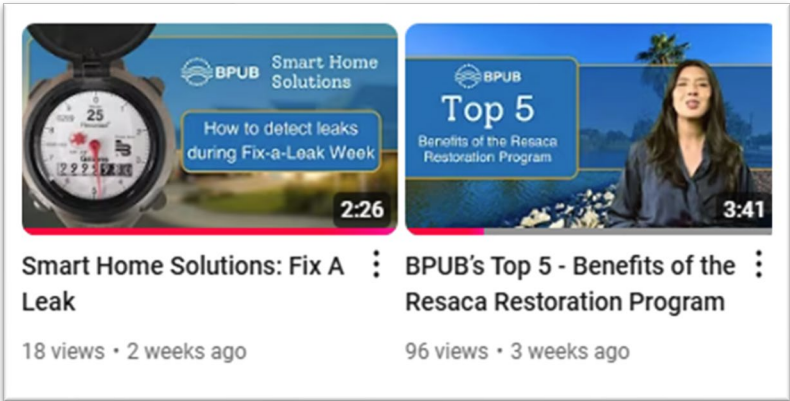 BPUB
Smart Home
Solutions
How to detect leaks
during Fix-a-Leak Week
25
2:26
BPUB
Top 5
Benefits of the Resaca
Restoration Program
3:41
Smart Home Solutions: Fix A
Leak
18 views • 2 weeks ago
BPUB's Top 5 - Benefits of the
Resaca Restoration Program
96 views • 3 weeks ago